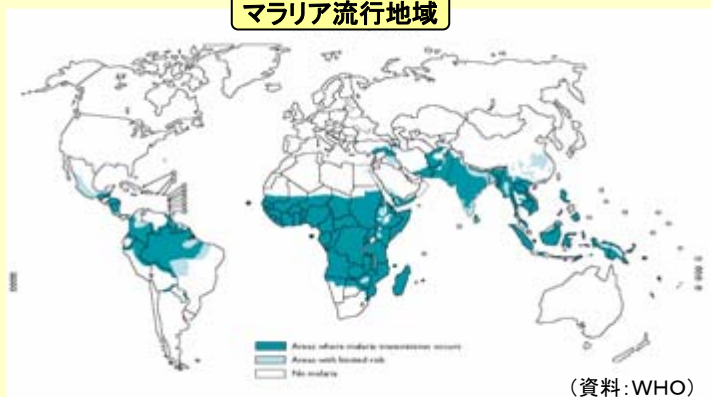 マラリア流行地域
Areas where malaria transmission occurs
Areas with limited risk
No malaria
(資料:WHO)